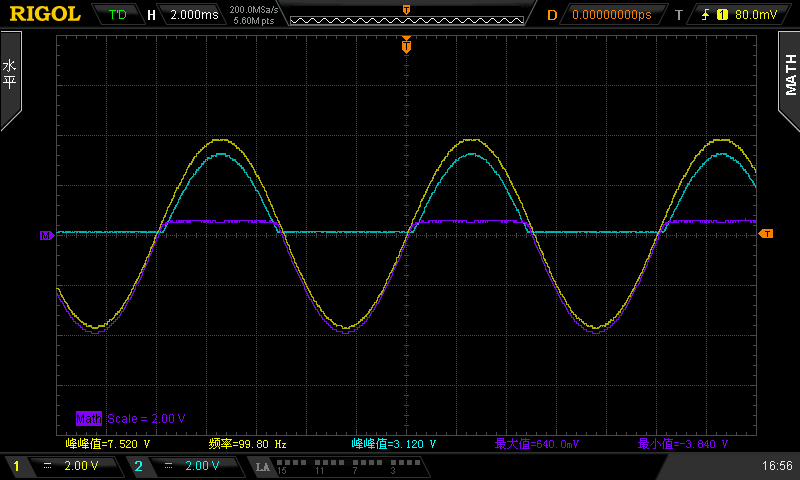 RIGOL T'D H 2.000ms 200.0MSa/s 5.60M pts D 0.00000000ps T 1 80.0mV
T
水平
MATH
M
T
Math Scale = 2.00 V
峰峰值=7.520 V 频率=99.80 Hz 峰峰值=3.120 V 最大值=640.0mV 最小值=-3.840 V
1 2.00 V 2 2.00 V LA 15 11 7 3 16:56